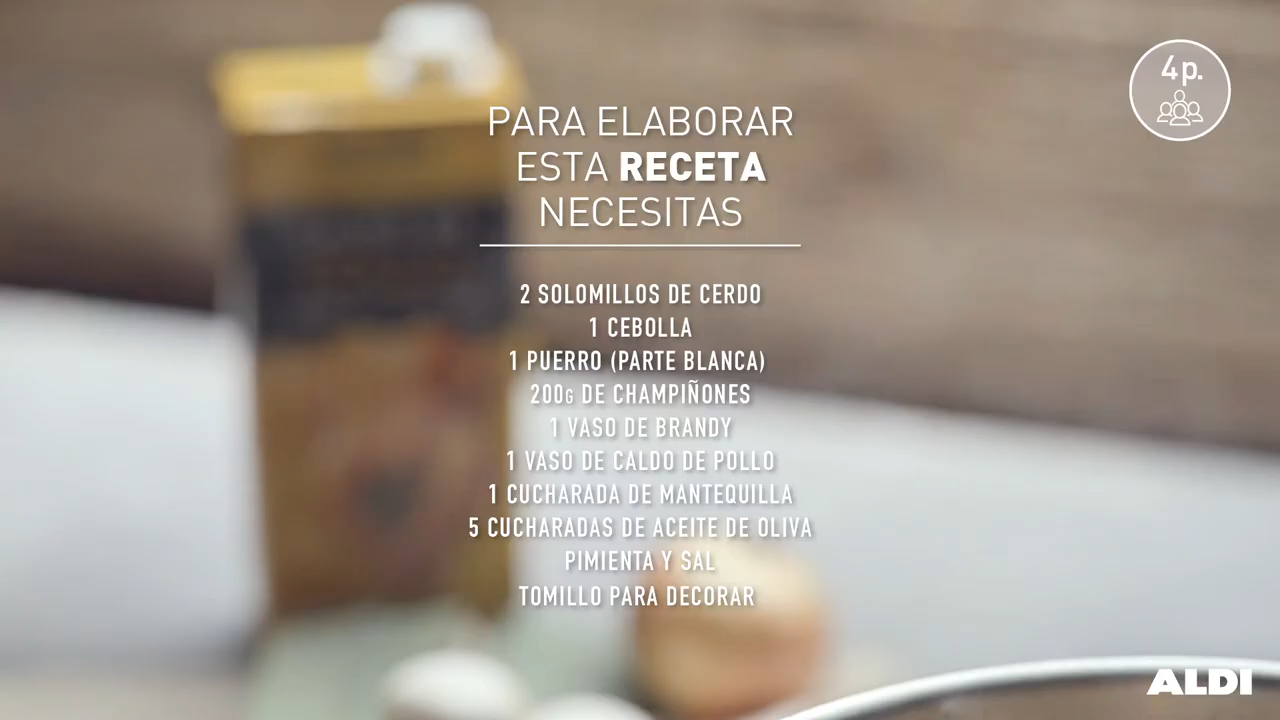 4p.
PARA ELABORAR
ESTA RECETA
NECESITAS
2 SOLOMILLOS DE CERDO
1 CEBOLLA
1 PUERRO (PARTE BLANCA)
200G DE CHAMPIÑONES
1 VASO DE BRANDY
1 VASO DE CALDO DE POLLO
1 CUCHARADA DE MANTEQUILLA
5 CUCHARADAS DE ACEITE DE OLIVA
PIMIENTA Y SAL
TOMILLO PARA DECORAR
ALDI